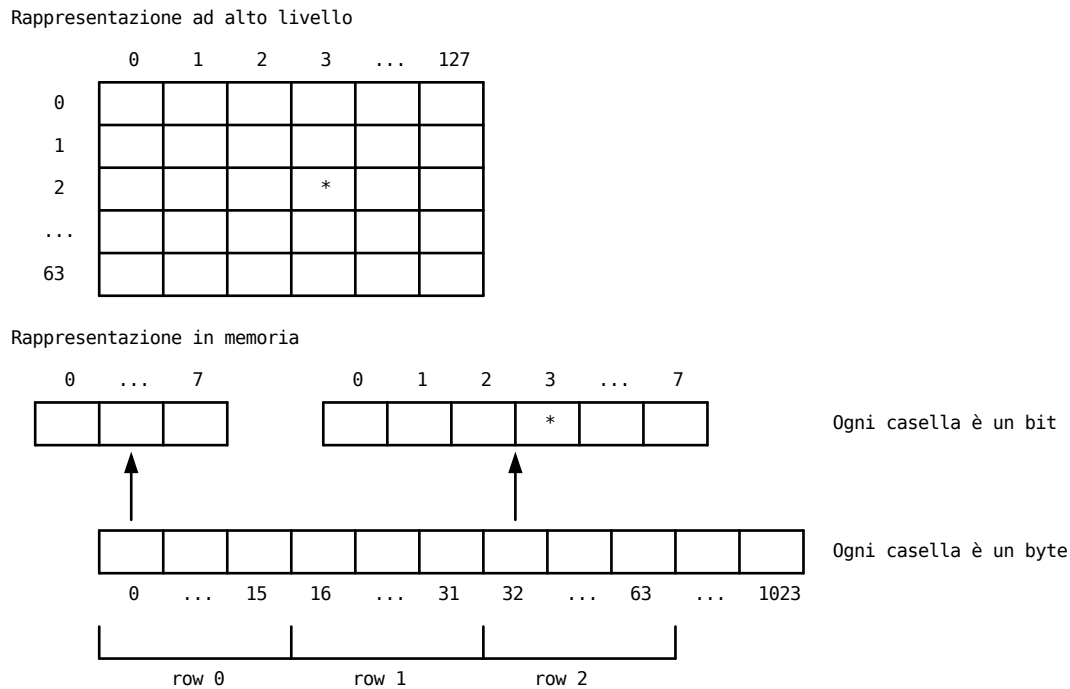 Rappresentazione ad alto livello
0 1 2 3 ... 127
0
1
2 *
...
63
Rappresentazione in memoria
0 ... 7 0 1 2 3 ... 7
* Ogni casella è un bit
Ogni casella è un byte
0 ... 15 16 ... 31 32 ... 63 ... 1023
row 0 row 1 row 2